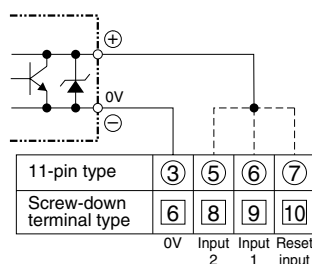 ⊕
0V
⊖
11-pin type ③ ⑤ ⑥ ⑦
Screw-down terminal type 6 8 9 10
0V Input 2 Input 1 Reset input